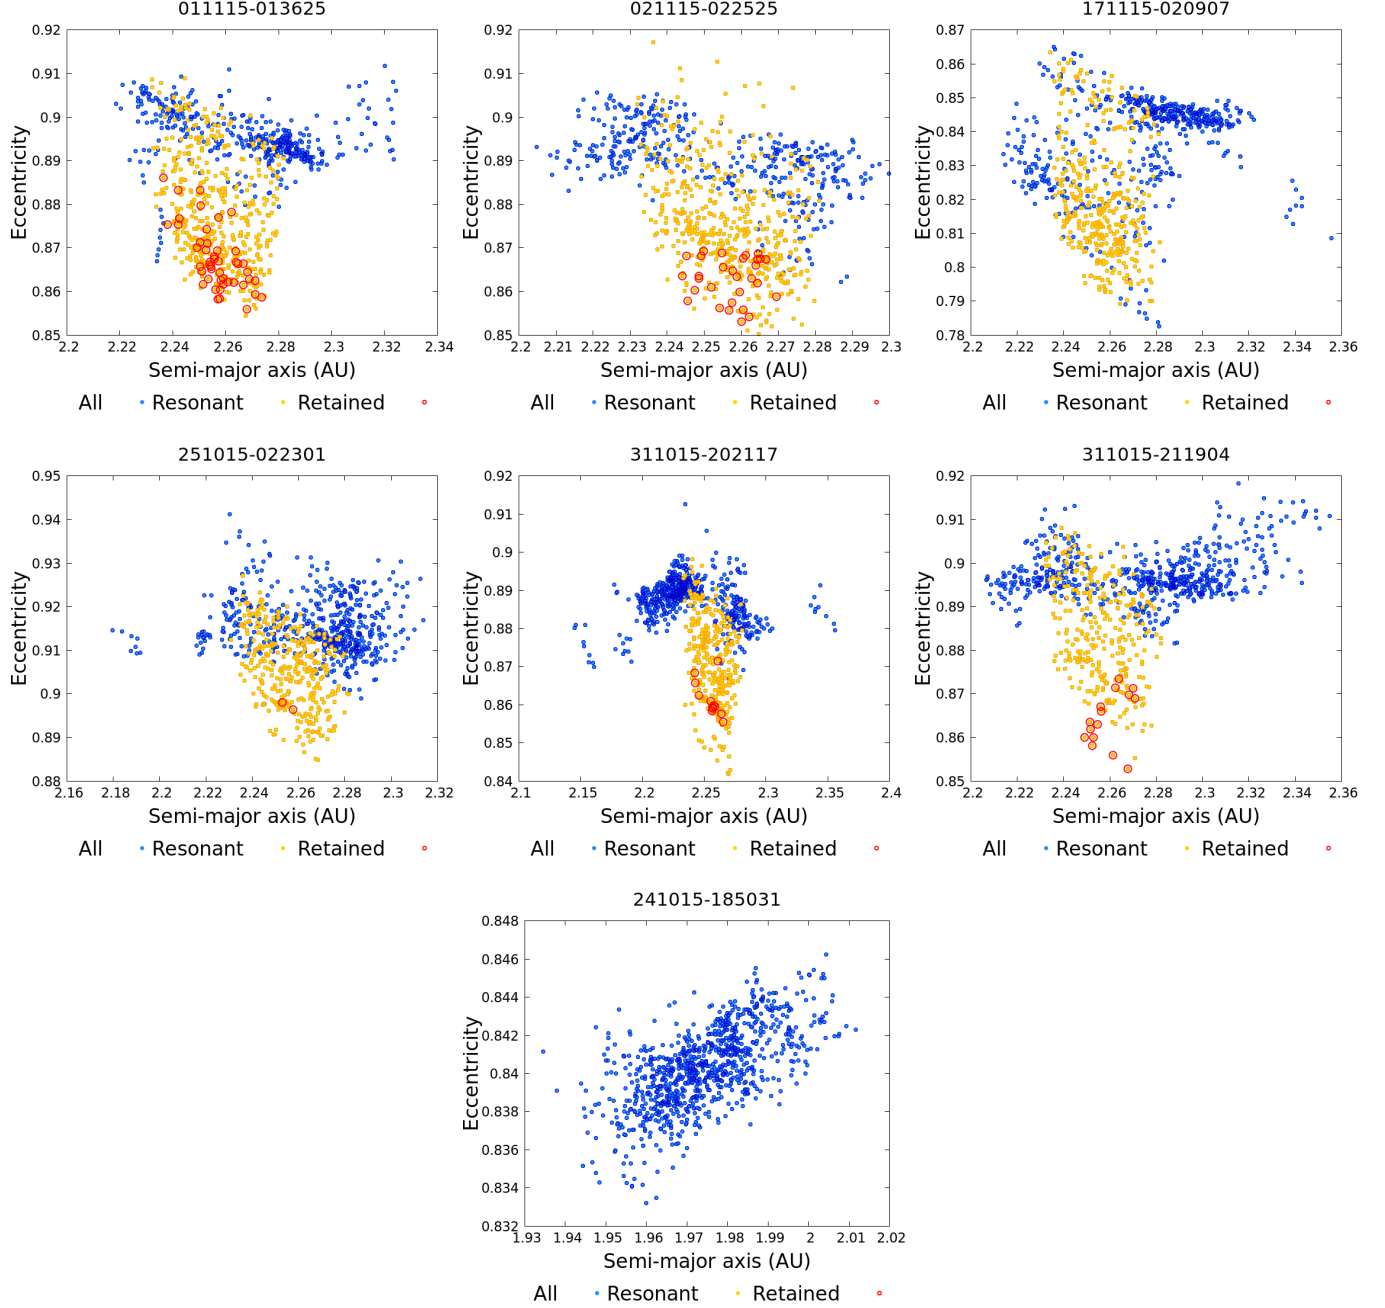 011115-013625
021115-022525
171115-020907
0.92
0.91
0.9
0.89
0.88
0.87
0.86
0.85
Eccentricity
2.2 2.22 2.24 2.26 2.28 2.3 2.32 2.34
Semi-major axis (AU)
All Resonant Retained
0.92
0.91
0.9
0.89
0.88
0.87
0.86
0.85
Eccentricity
2.2 2.21 2.22 2.23 2.24 2.25 2.26 2.27 2.28 2.29 2.3
Semi-major axis (AU)
All Resonant Retained
0.87
0.86
0.85
0.84
0.83
0.82
0.81
0.8
0.79
0.78
Eccentricity
2.2 2.22 2.24 2.26 2.28 2.3 2.32 2.34 2.36
Semi-major axis (AU)
All Resonant Retained
251015-022301
311015-202117
311015-211904
0.95
0.94
0.93
0.92
0.91
0.9
0.89
0.88
Eccentricity
2.16 2.18 2.2 2.22 2.24 2.26 2.28 2.3 2.32
Semi-major axis (AU)
All Resonant Retained
0.92
0.91
0.9
0.89
0.88
0.87
0.86
0.85
0.84
Eccentricity
2.1 2.15 2.2 2.25 2.3 2.35 2.4
Semi-major axis (AU)
All Resonant Retained
0.92
0.91
0.9
0.89
0.88
0.87
0.86
0.85
Eccentricity
2.2 2.22 2.24 2.26 2.28 2.3 2.32 2.34 2.36
Semi-major axis (AU)
All Resonant Retained
241015-185031
0.848
0.846
0.844
0.842
0.84
0.838
0.836
0.834
0.832
Eccentricity
1.93 1.94 1.95 1.96 1.97 1.98 1.99 2 2.01 2.02
Semi-major axis (AU)
All Resonant Retained